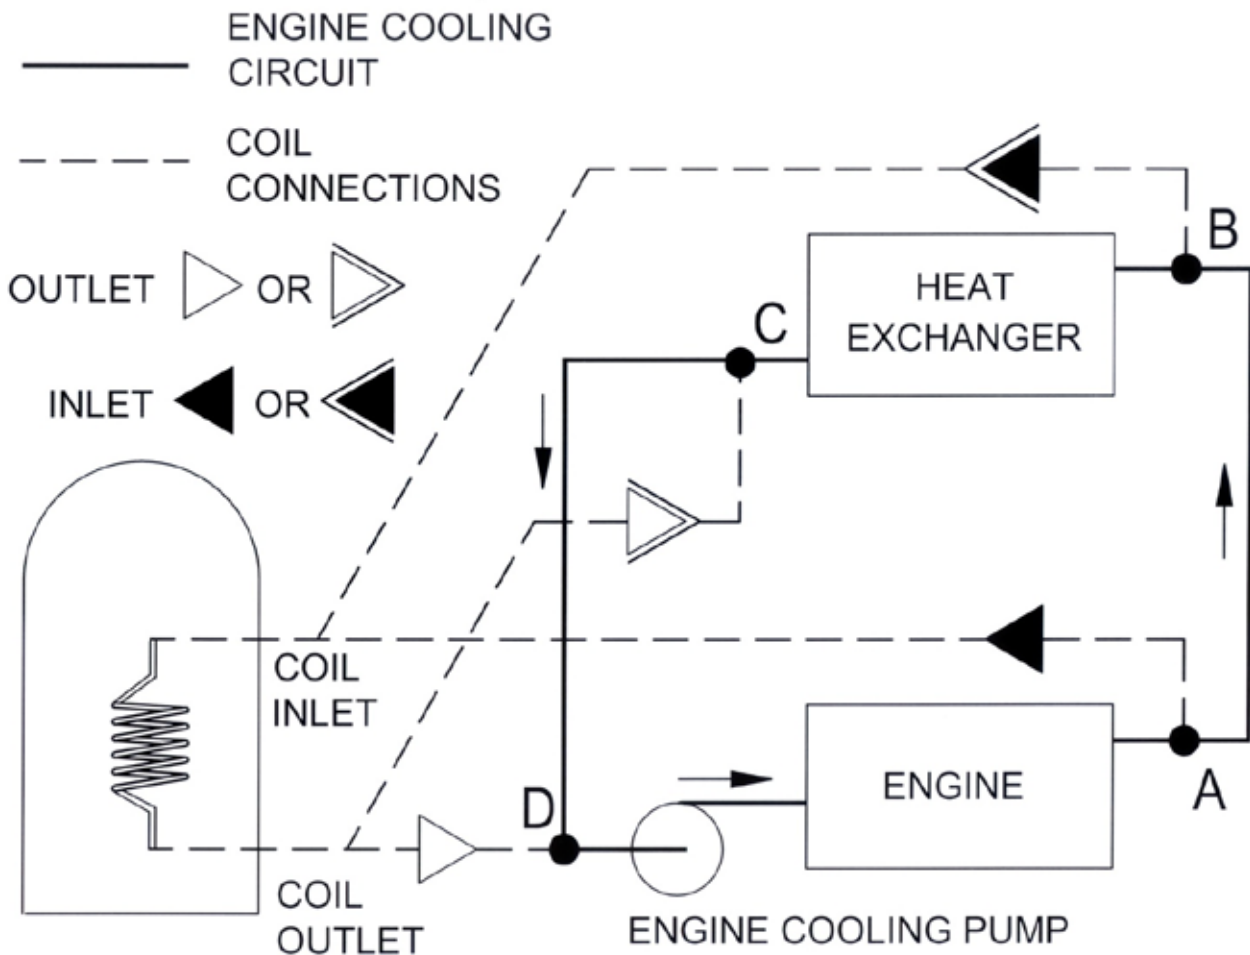 ENGINE COOLING
CIRCUIT
COIL
CONNECTIONS
OUTLET OR
INLET OR
B
HEAT
EXCHANGER
C
COIL
INLET
ENGINE
A
D
COIL
OUTLET
ENGINE COOLING PUMP